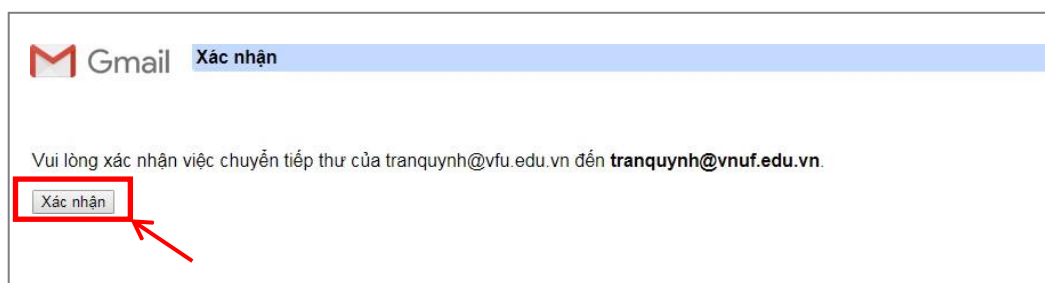 Gmail Xác nhận
Vui lòng xác nhận việc chuyển tiếp thư của tranquynh@vfu.edu.vn đến tranquynh@vnuf.edu.vn.
Xác nhận